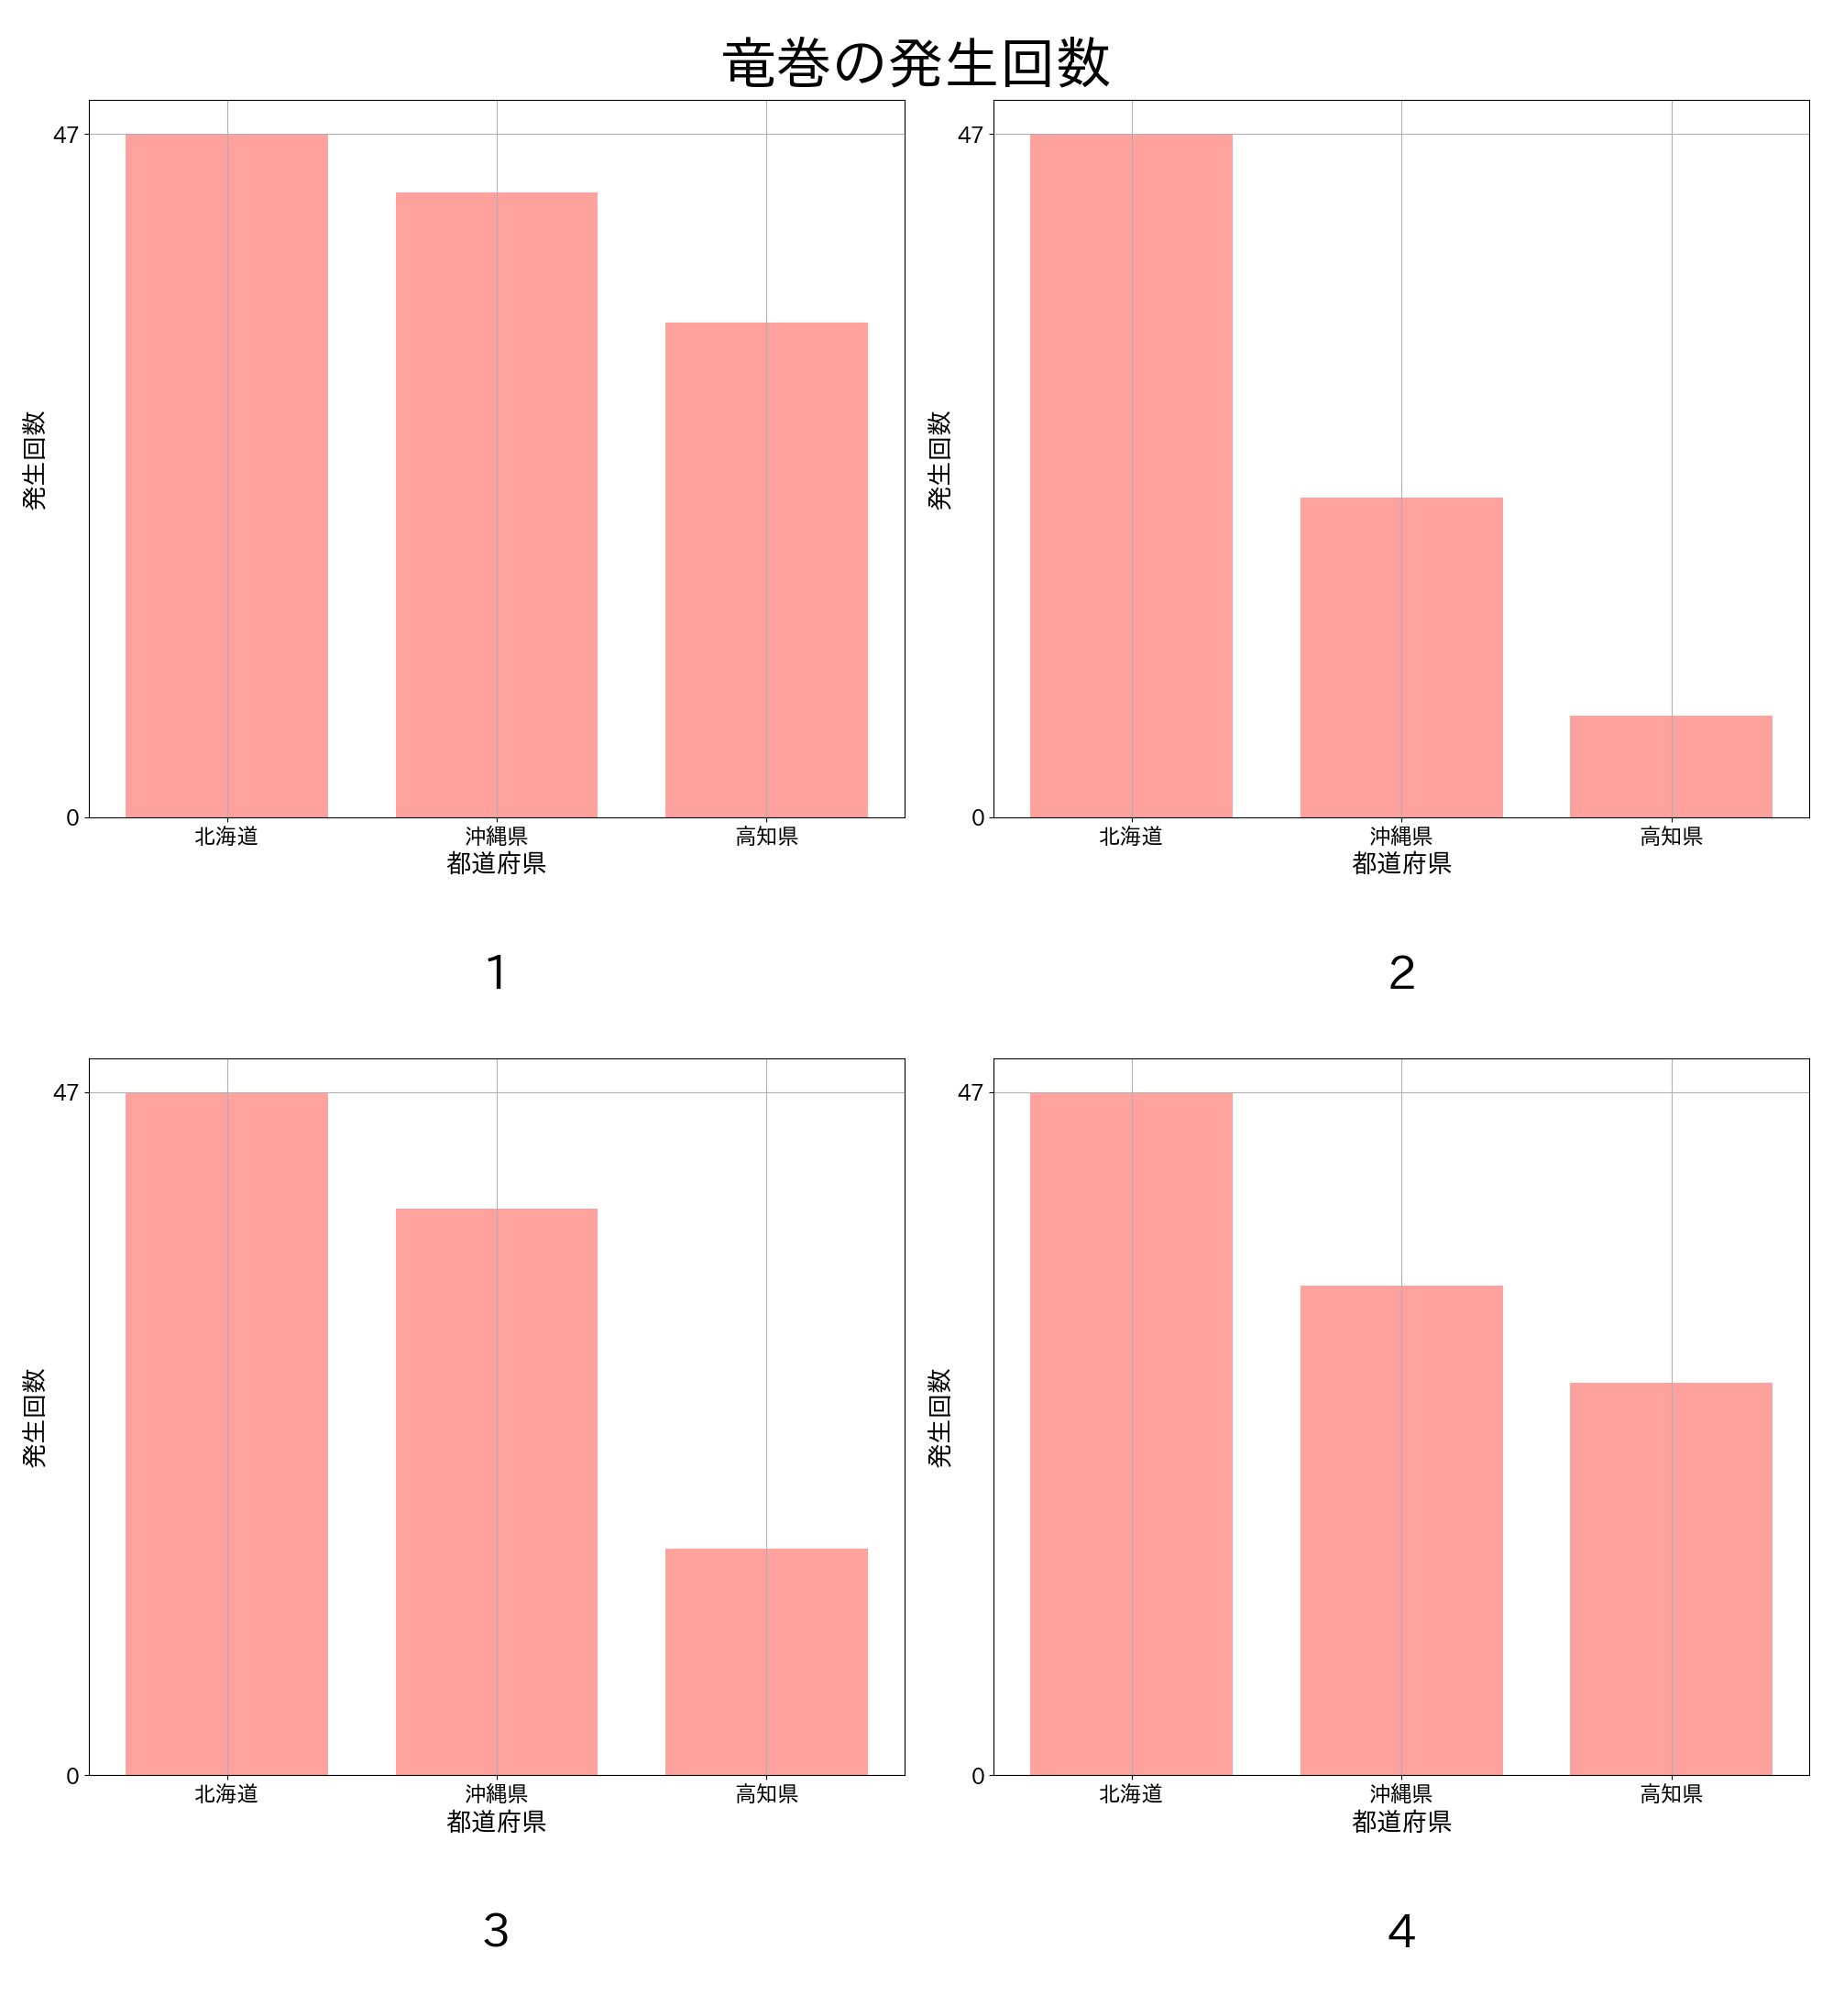 竜巻の発生回数
47
0
発生回数
北海道 沖縄県 高知県
都道府県
1
47
0
発生回数
北海道 沖縄県 高知県
都道府県
2
47
0
発生回数
北海道 沖縄県 高知県
都道府県
3
47
0
発生回数
北海道 沖縄県 高知県
都道府県
4